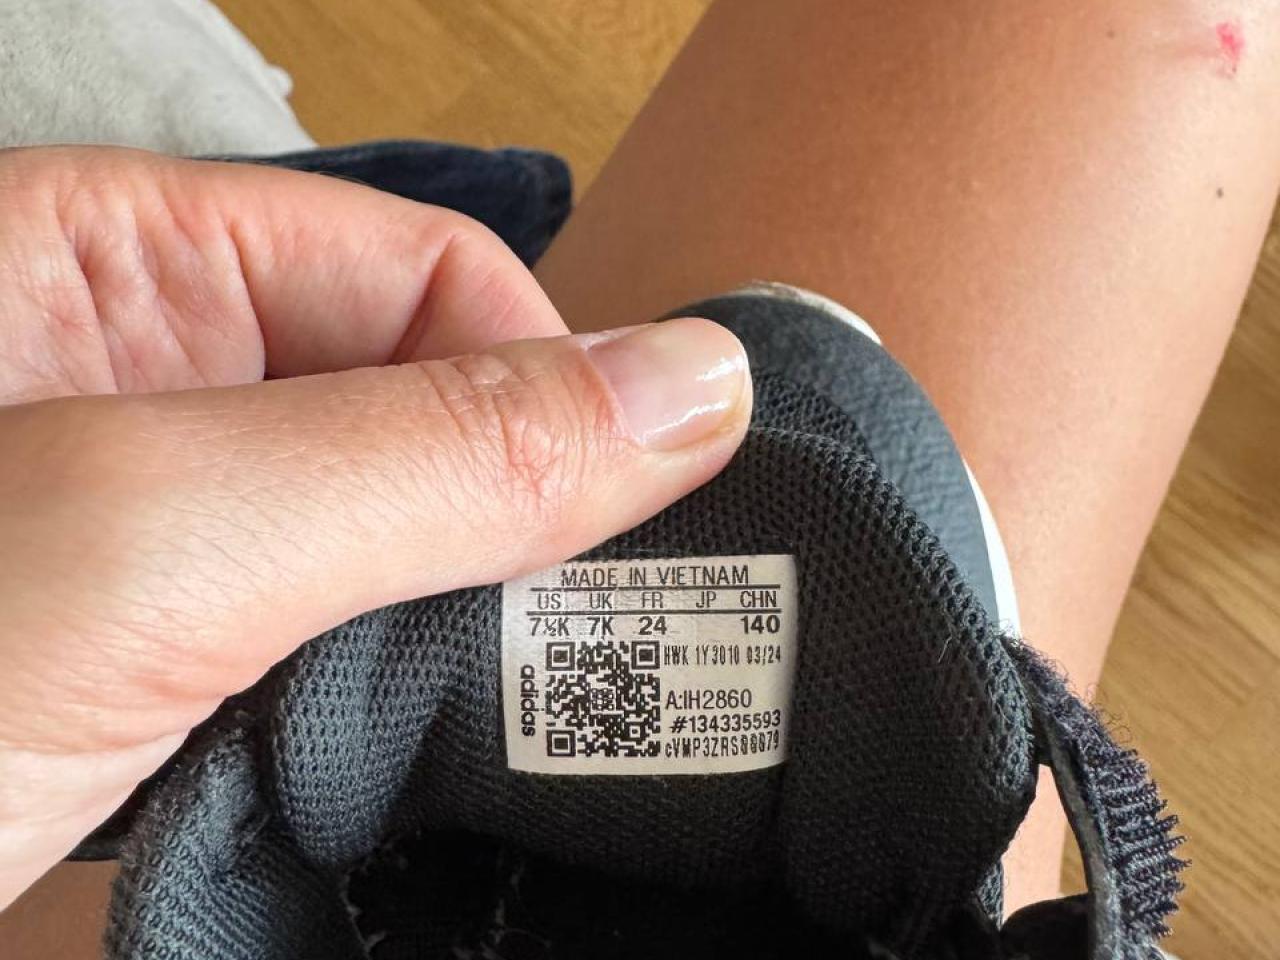 MADE IN VIETNAM
US UK FR JP CHN
7½K 7K 24 140
HWK 1Y3010 03/24
adidas
A:IH2860
#134335593